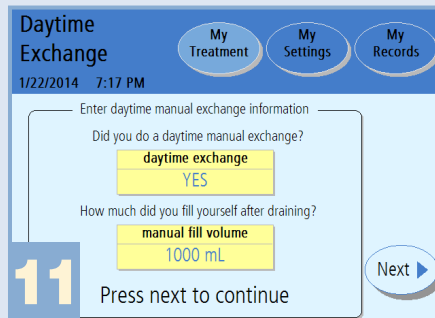 Daytime
Exchange
1/22/2014 7:17 PM
My
Treatment
My
Settings
My
Records
Enter daytime manual exchange information
Did you do a daytime manual exchange?
daytime exchange
YES
How much did you fill yourself after draining?
manual fill volume
1000 mL
11
Press next to continue
Next